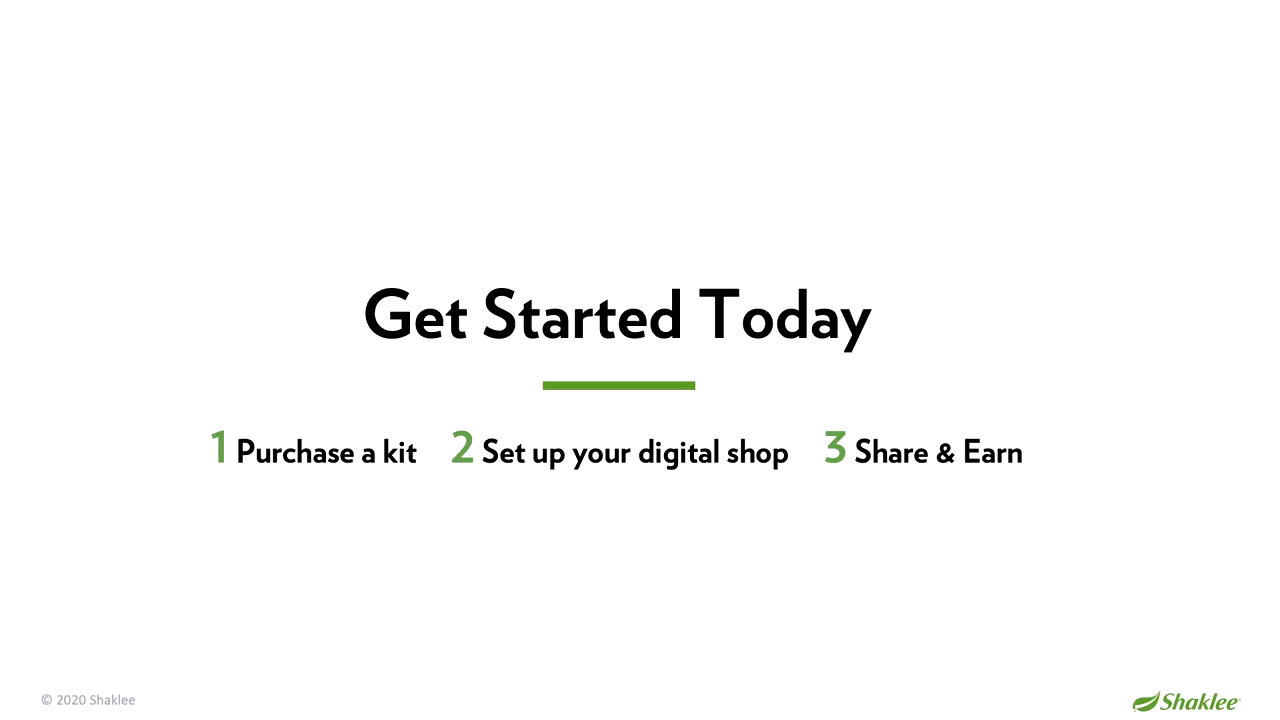 Get Started Today
1 Purchase a kit 2 Set up your digital shop 3 Share & Earn
© 2020 Shaklee
Shaklee